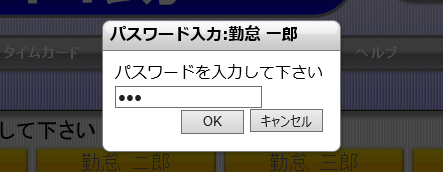 パスワード入力:勤怠 一郎
タイムカード
ヘルプ
パスワードを入力して下さい
●●●
OK キャンセル
して下さい
勤怠 二郎 勤怠 三郎